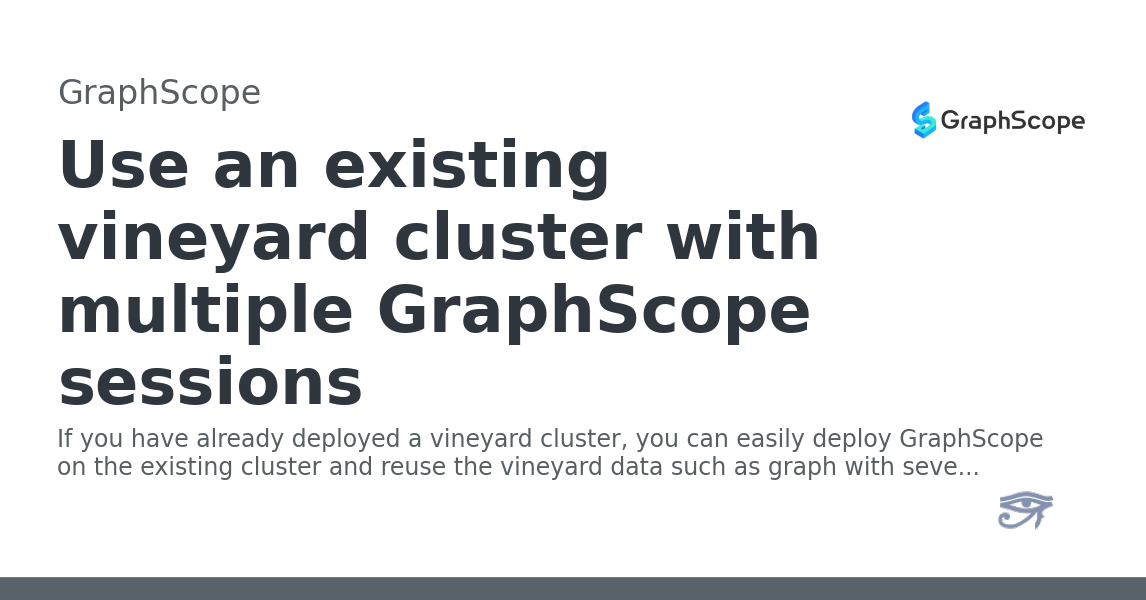 GraphScope
GraphScope
Use an existing
vineyard cluster with
multiple GraphScope
sessions
If you have already deployed a vineyard cluster, you can easily deploy GraphScope
on the existing cluster and reuse the vineyard data such as graph with seve...